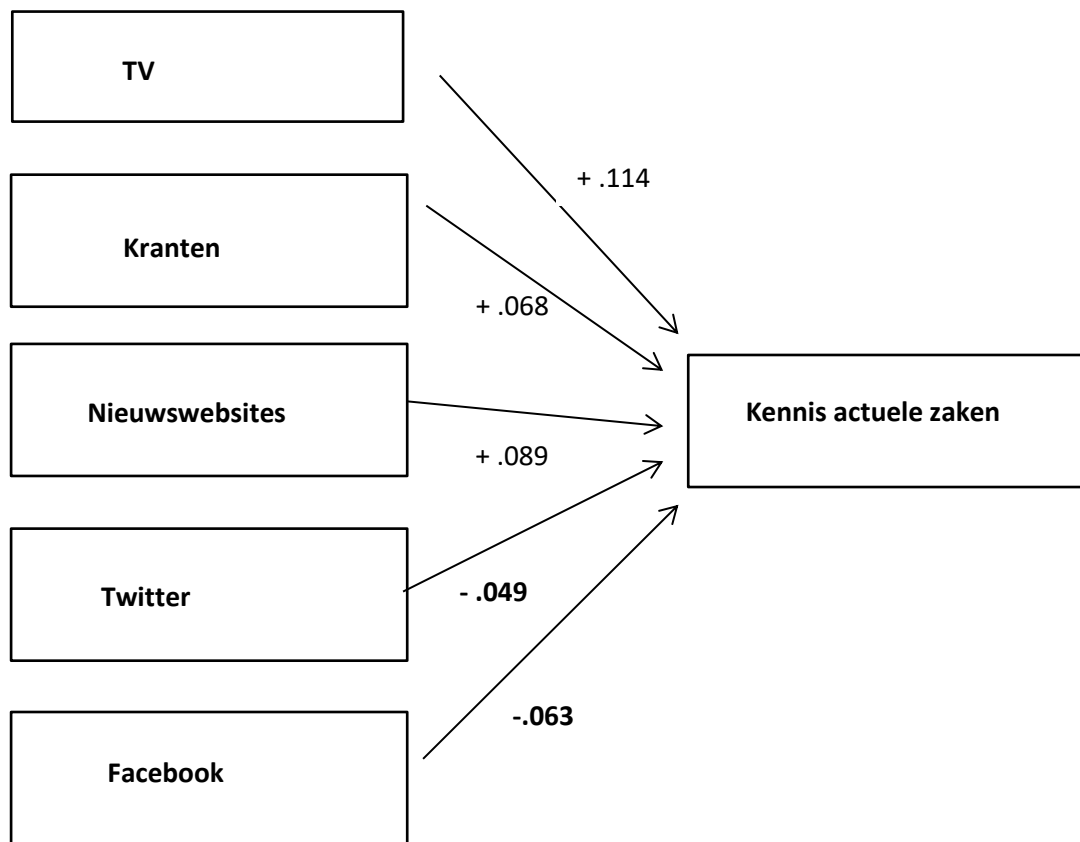 TV
+ .114
Kranten
+ .068
Nieuwswebsites
Kennis actuele zaken
+ .089
Twitter
- .049
-.063
Facebook